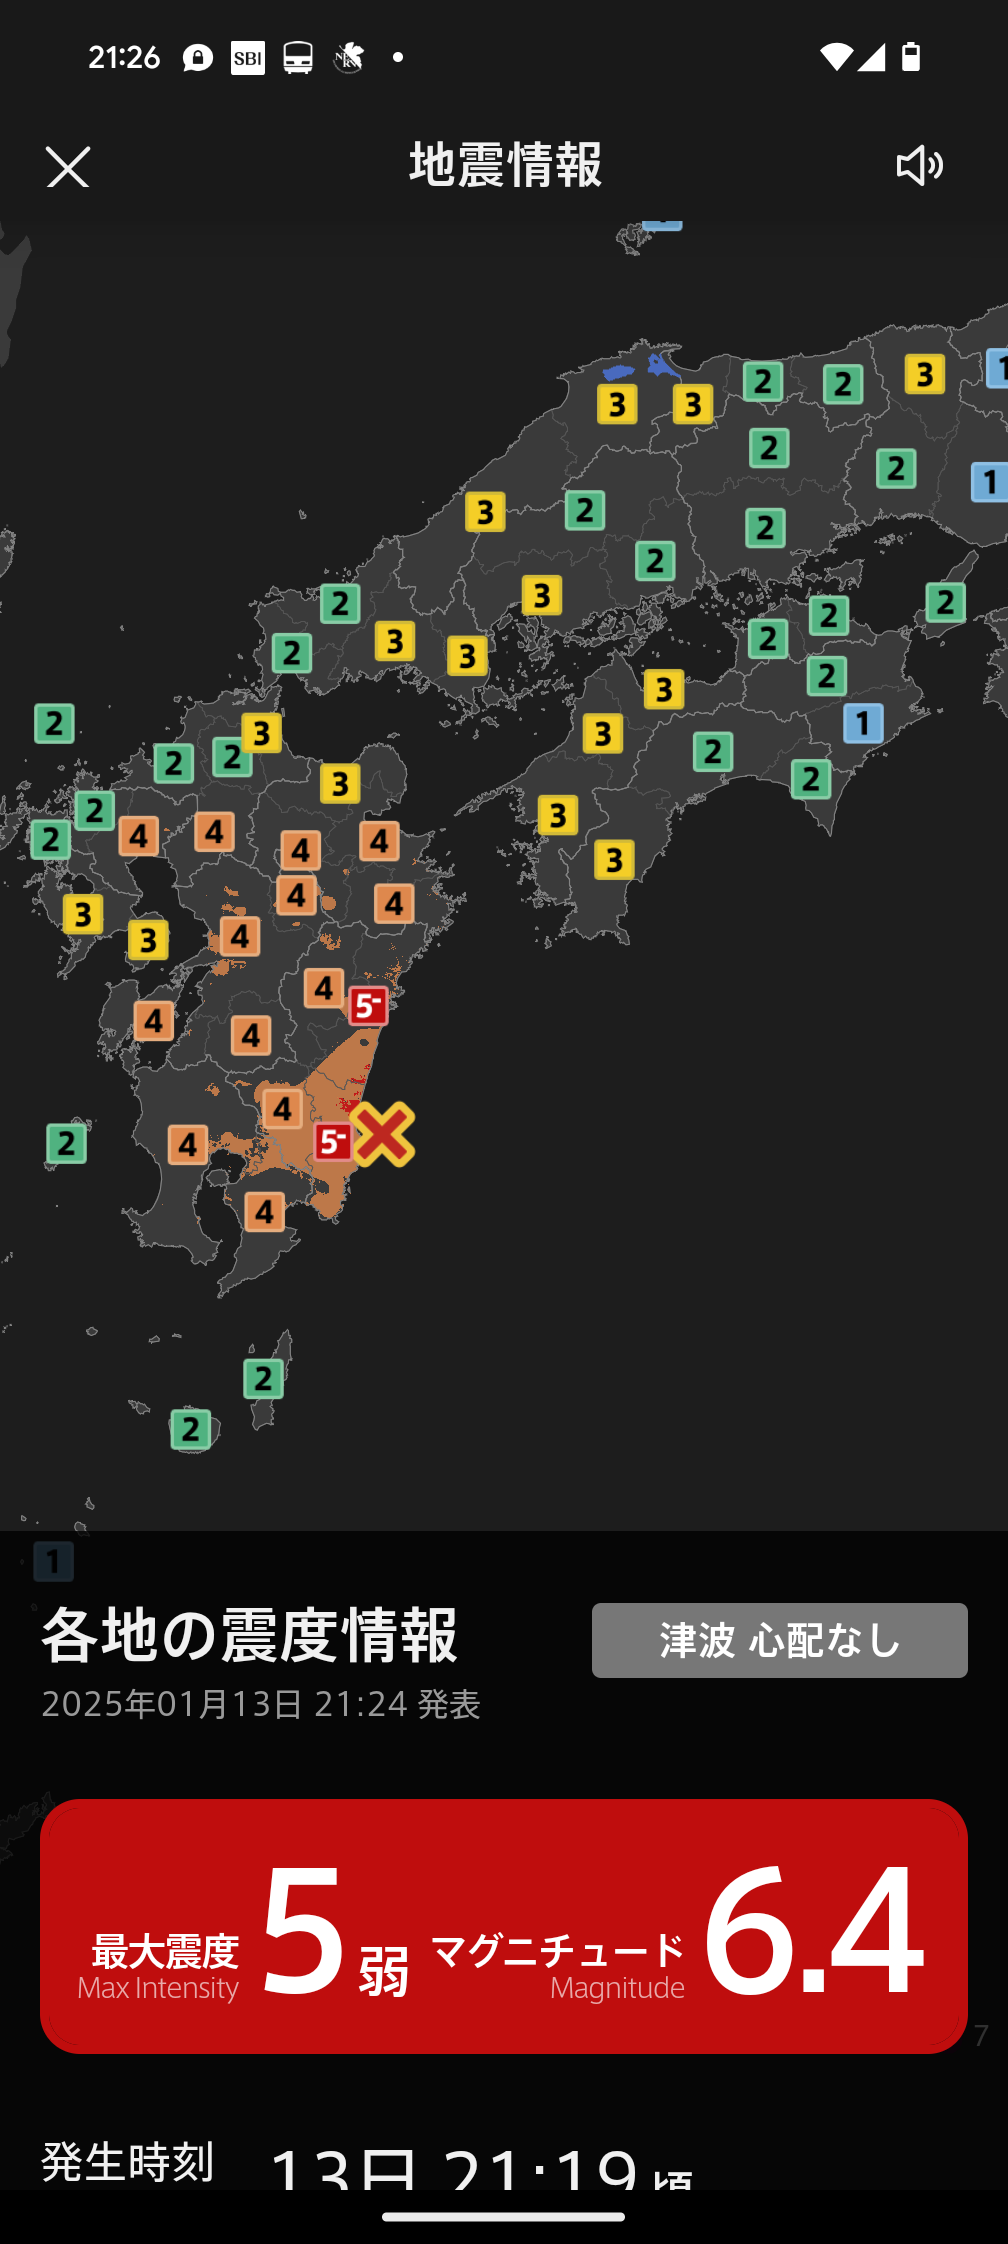 21:26 SBI
地震情報
3 3 2 2 3 1
2 2 1
3 2 2
2
3 2 2
2 3 3 2
2 3 2
3 1
2 3 3 2
2 2 3 2
2 4 4 3
2 4 4 3
3 4 4
3 4
4 5-
4 4
4
2 4 5-
4
2
2
1
各地の震度情報
津波 心配なし
2025年01月13日 21:24 発表
最大震度 5弱 マグニチュード 6.4
Max Intensity Magnitude
7
発生時刻 13日 21:19 頃